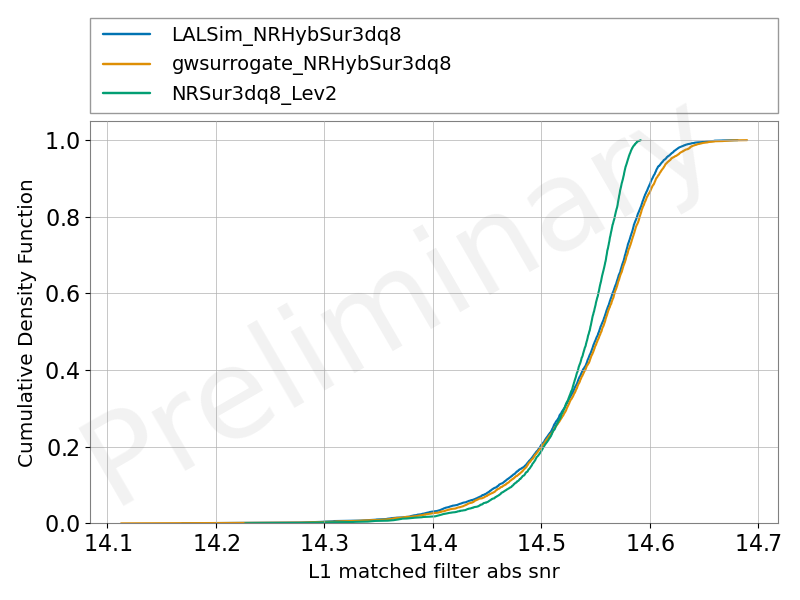 LALSim_NRHybSur3dq8
gwsurrogate_NRHybSur3dq8
NRSur3dq8_Lev2
1.0
0.8
0.6
0.4
0.2
0.0
Cumulative Density Function
Preliminary
14.1 14.2 14.3 14.4 14.5 14.6 14.7
L1 matched filter abs snr